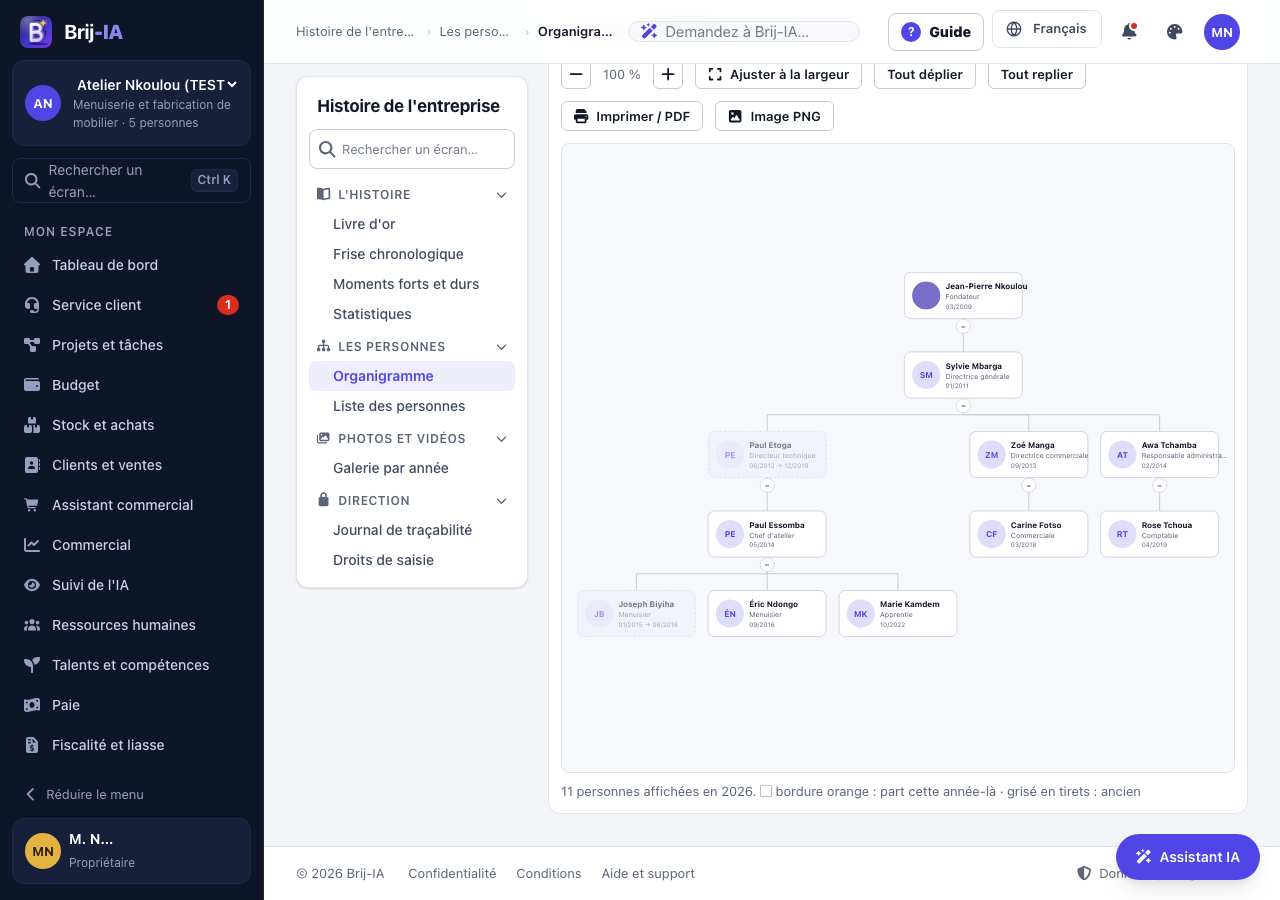 Brij-IA
AN
Atelier Nkoulou (TEST
Menuiserie et fabrication de
mobilier · 5 personnes
Rechercher un
écran...
Ctrl K
MON ESPACE
Tableau de bord
Service client
1
Projets et tâches
Budget
Stock et achats
Clients et ventes
Assistant commercial
Commercial
Suivi de l'IA
Ressources humaines
Talents et compétences
Paie
Fiscalité et liasse
Réduire le menu
MN
M. N...
Propriétaire
Histoire de l'entre...
Les perso...
Organigra...
Demandez à Brij-IA...
? Guide
Français
MN
Histoire de l'entreprise
Rechercher un écran...
L'HISTOIRE
Livre d'or
Frise chronologique
Moments forts et durs
Statistiques
LES PERSONNES
Organigramme
Liste des personnes
PHOTOS ET VIDÉOS
Galerie par année
DIRECTION
Journal de traçabilité
Droits de saisie
100 %
Ajuster à la largeur
Tout déplier
Tout replier
Imprimer / PDF
Image PNG
Jean-Pierre Nkoulou
Fondateur
03/2009
SM
Sylvie Mbarga
Directrice générale
01/2011
PE
Paul Etoga
Directeur technique
06/2012 → 12/2019
ZM
Zoé Manga
Directrice commerciale
09/2013
AT
Awa Tchamba
Responsable administra...
02/2014
PE
Paul Essomba
Chef d'atelier
05/2014
CF
Carine Fotso
Commerciale
03/2018
RT
Rose Tchoua
Comptable
04/2019
JB
Joseph Biyiha
Menuisier
01/2015 → 06/2016
ÉN
Éric Ndongo
Menuisier
09/2016
MK
Marie Kamdem
Apprentie
10/2022
11 personnes affichées en 2026. bordure orange : part cette année-là · grisé en tirets : ancien
© 2026 Brij-IA
Confidentialité
Conditions
Aide et support
Assistant IA